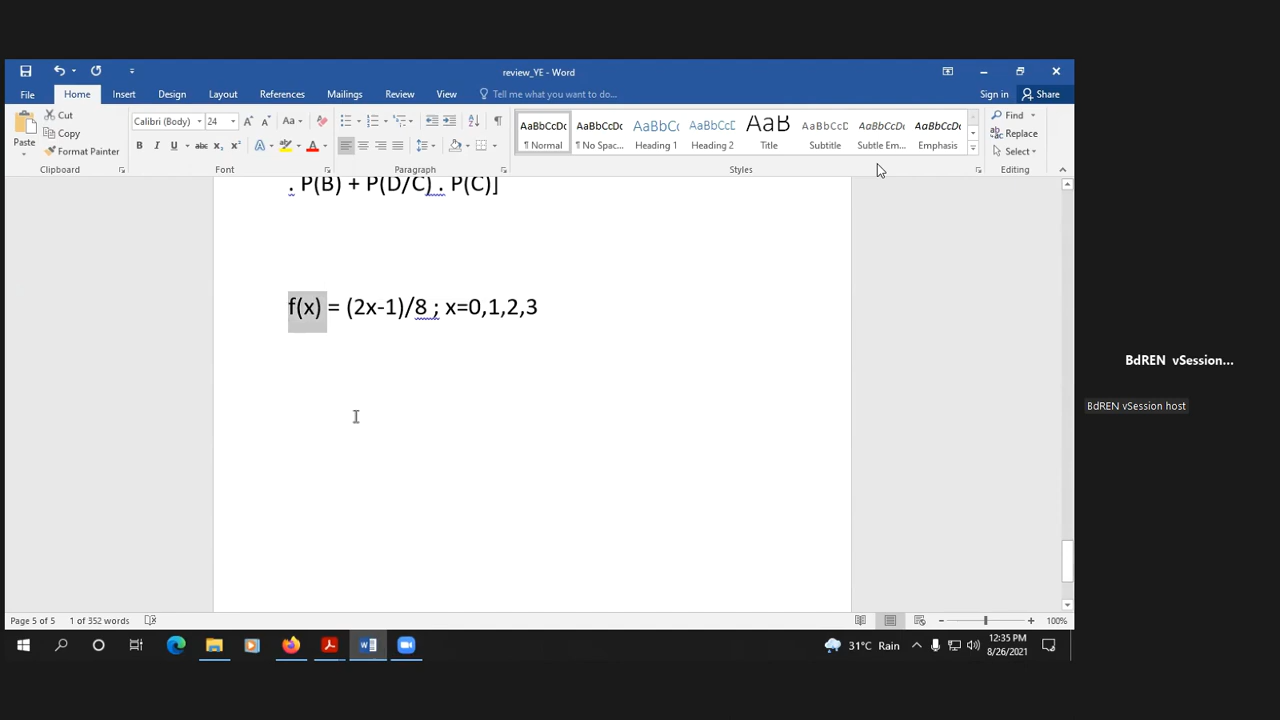 review_YE - Word
File Home Insert Design Layout References Mailings Review View Tell me what you want to do... Sign in Share
Paste Cut Copy Format Painter
Calibri (Body) 24
AaBbCcDc AaBbCcDc AaBbCc AaBbCcD AaB AaBbCcD AaBbCcDc AaBbCcDc
¶ Normal ¶ No Spac... Heading 1 Heading 2 Title Subtitle Subtle Em... Emphasis
Find Replace Select
Clipboard Font Paragraph Styles Editing
. P(B) + P(D/C) . P(C)]
f(x) = (2x-1)/8 ; x=0,1,2,3
BdREN vSession...
BdREN vSession host
Page 5 of 5 1 of 352 words 100%
31°C Rain 12:35 PM
8/26/2021